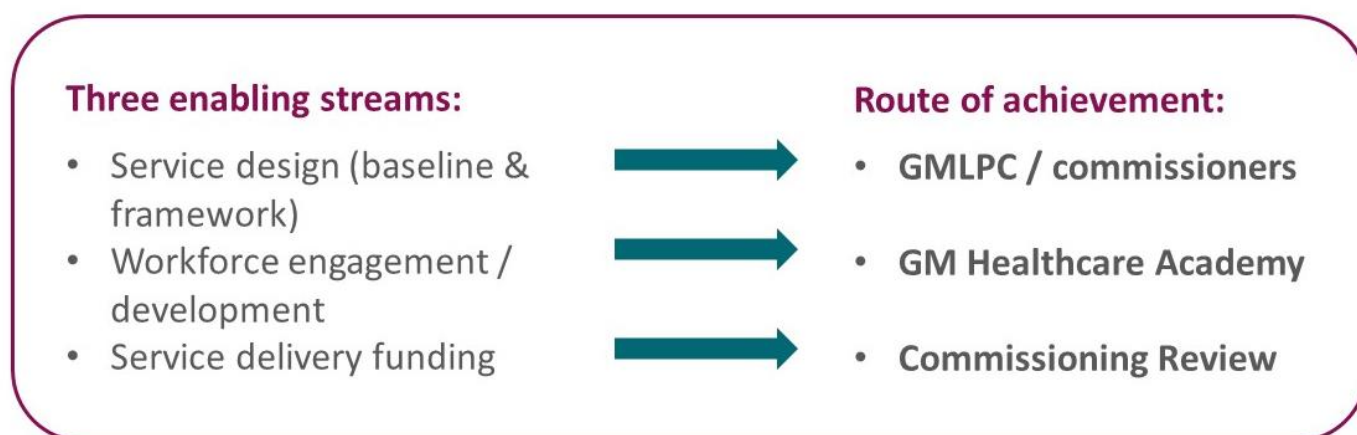 Three enabling streams:
• Service design (baseline &
framework)
• Workforce engagement /
development
• Service delivery funding
Route of achievement:
• GMLPC / commissioners
• GM Healthcare Academy
• Commissioning Review